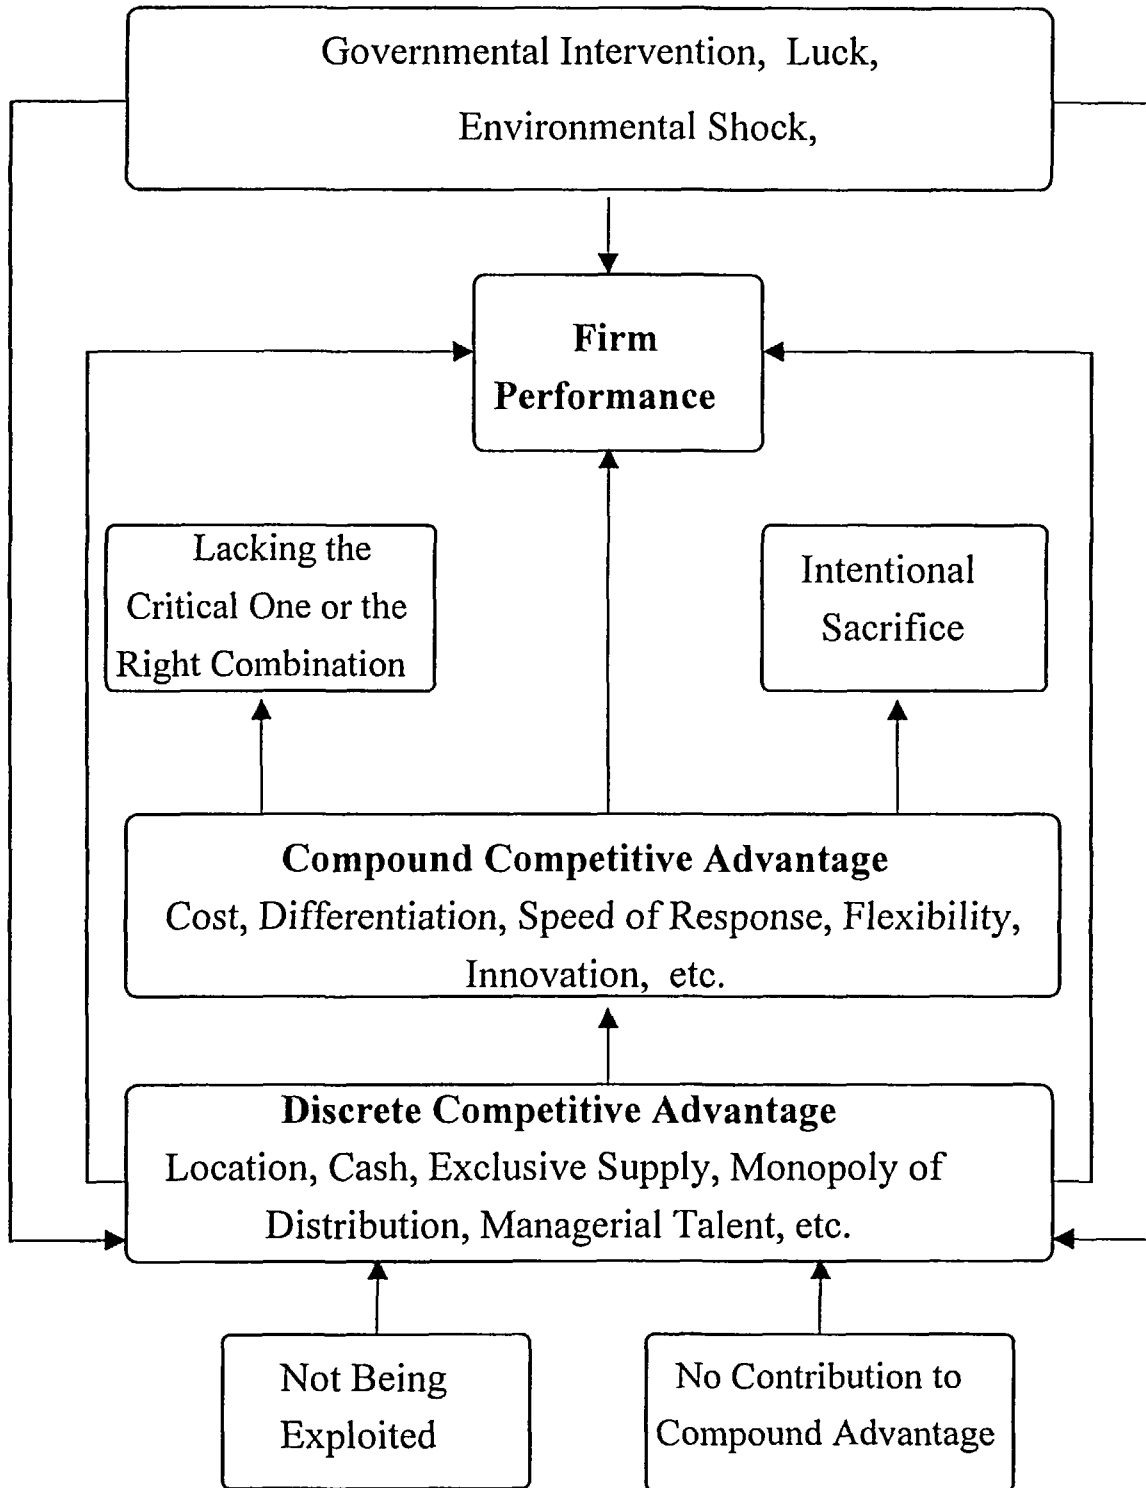 Governmental Intervention, Luck,
Environmental Shock,
Firm
Performance
Lacking the
Critical One or the
Right Combination
Intentional
Sacrifice
Compound Competitive Advantage
Cost, Differentiation, Speed of Response, Flexibility,
Innovation, etc.
Discrete Competitive Advantage
Location, Cash, Exclusive Supply, Monopoly of
Distribution, Managerial Talent, etc.
Not Being
Exploited
No Contribution to
Compound Advantage